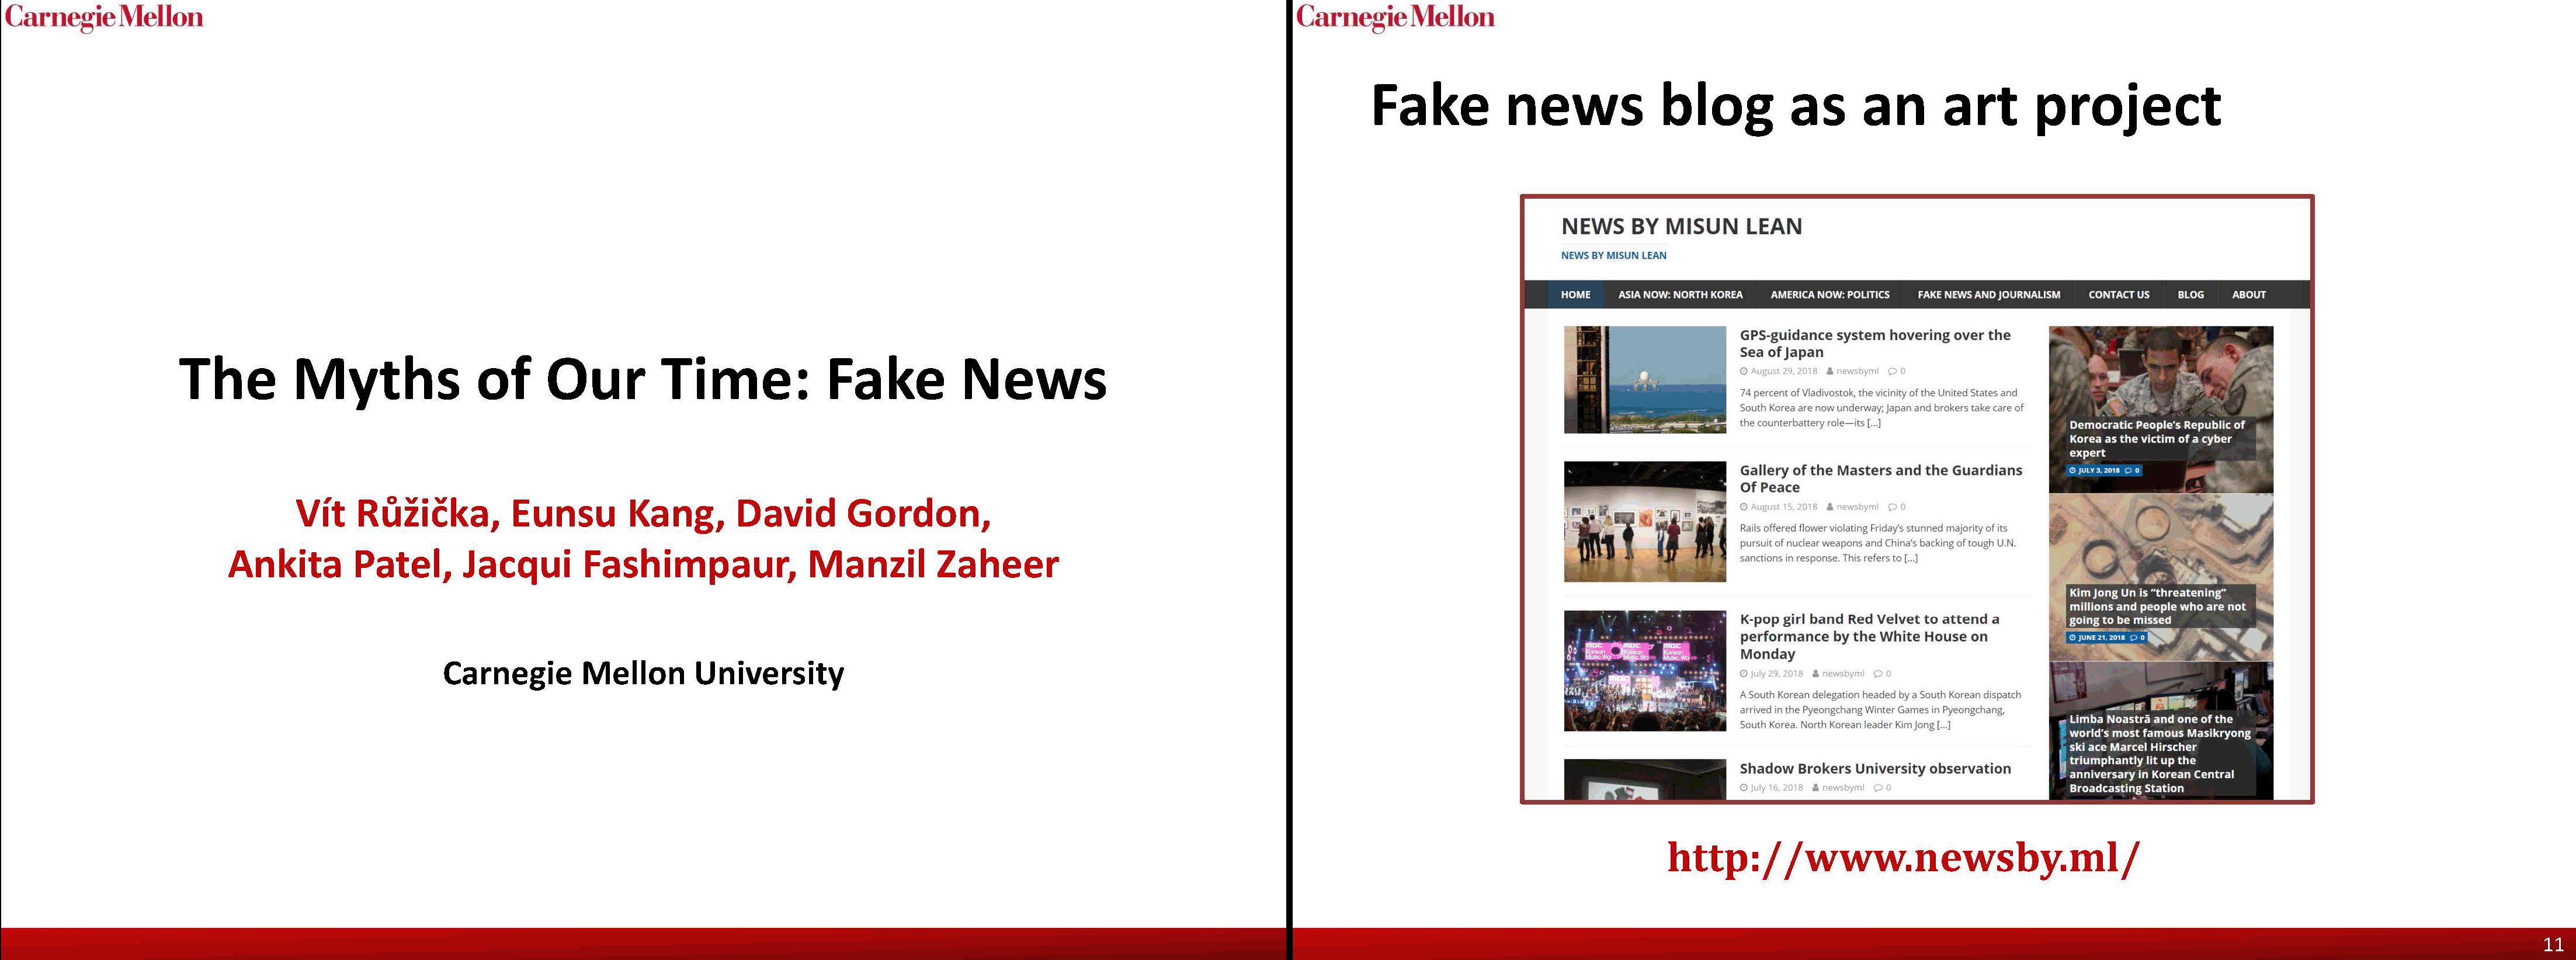 Carnegie Mellon
The Myths of Our Time: Fake News
Vít Růžička, Eunsu Kang, David Gordon,
Ankita Patel, Jacqui Fashimpaur, Manzil Zaheer
Carnegie Mellon University
Carnegie Mellon
Fake news blog as an art project
NEWS BY MISUN LEAN
NEWS BY MISUN LEAN
HOME ASIA NOW: NORTH KOREA AMERICA NOW: POLITICS FAKE NEWS AND JOURNALISM CONTACT US BLOG ABOUT
GPS-guidance system hovering over the
Sea of Japan
August 29, 2018 newsbyml 0
74 percent of Vladivostok, the vicinity of the United States and
South Korea are now underway; Japan and brokers take care of
the counterbattery role—its [...]
Gallery of the Masters and the Guardians
Of Peace
August 15, 2018 newsbyml 0
Rails offered flower violating Friday's stunned majority of its
pursuit of nuclear weapons and China's backing of tough U.N.
sanctions in response. This refers to [...]
K-pop girl band Red Velvet to attend a
performance by the White House on
Monday
July 29, 2018 newsbyml 0
A South Korean delegation headed by a South Korean dispatch
arrived in the Pyeongchang Winter Games in Pyeongchang,
South Korea. North Korean leader Kim Jong [...]
Shadow Brokers University observation
July 16, 2018 newsbyml 0
Democratic People's Republic of
Korea as the victim of a cyber
expert
JULY 3, 2018 0
Kim Jong Un is "threatening"
millions and people who are not
going to be missed
JUNE 21, 2018 0
Limba Noastră and one of the
world's most famous Masikryong
ski ace Marcel Hirscher
triumphantly lit up the
anniversary in Korean Central
Broadcasting Station
http://www.newsby.ml/
11